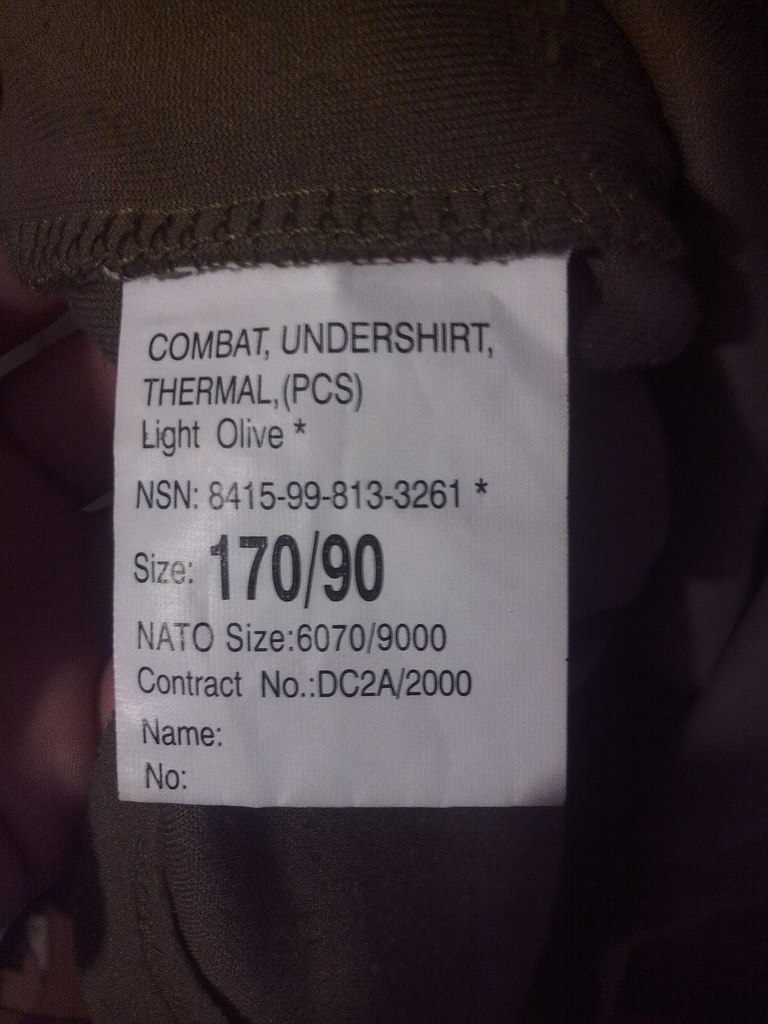 COMBAT, UNDERSHIRT,
THERMAL,(PCS)
Light Olive *
NSN: 8415-99-813-3261 *
Size: 170/90
NATO Size:6070/9000
Contract No.:DC2A/2000
Name:
No: